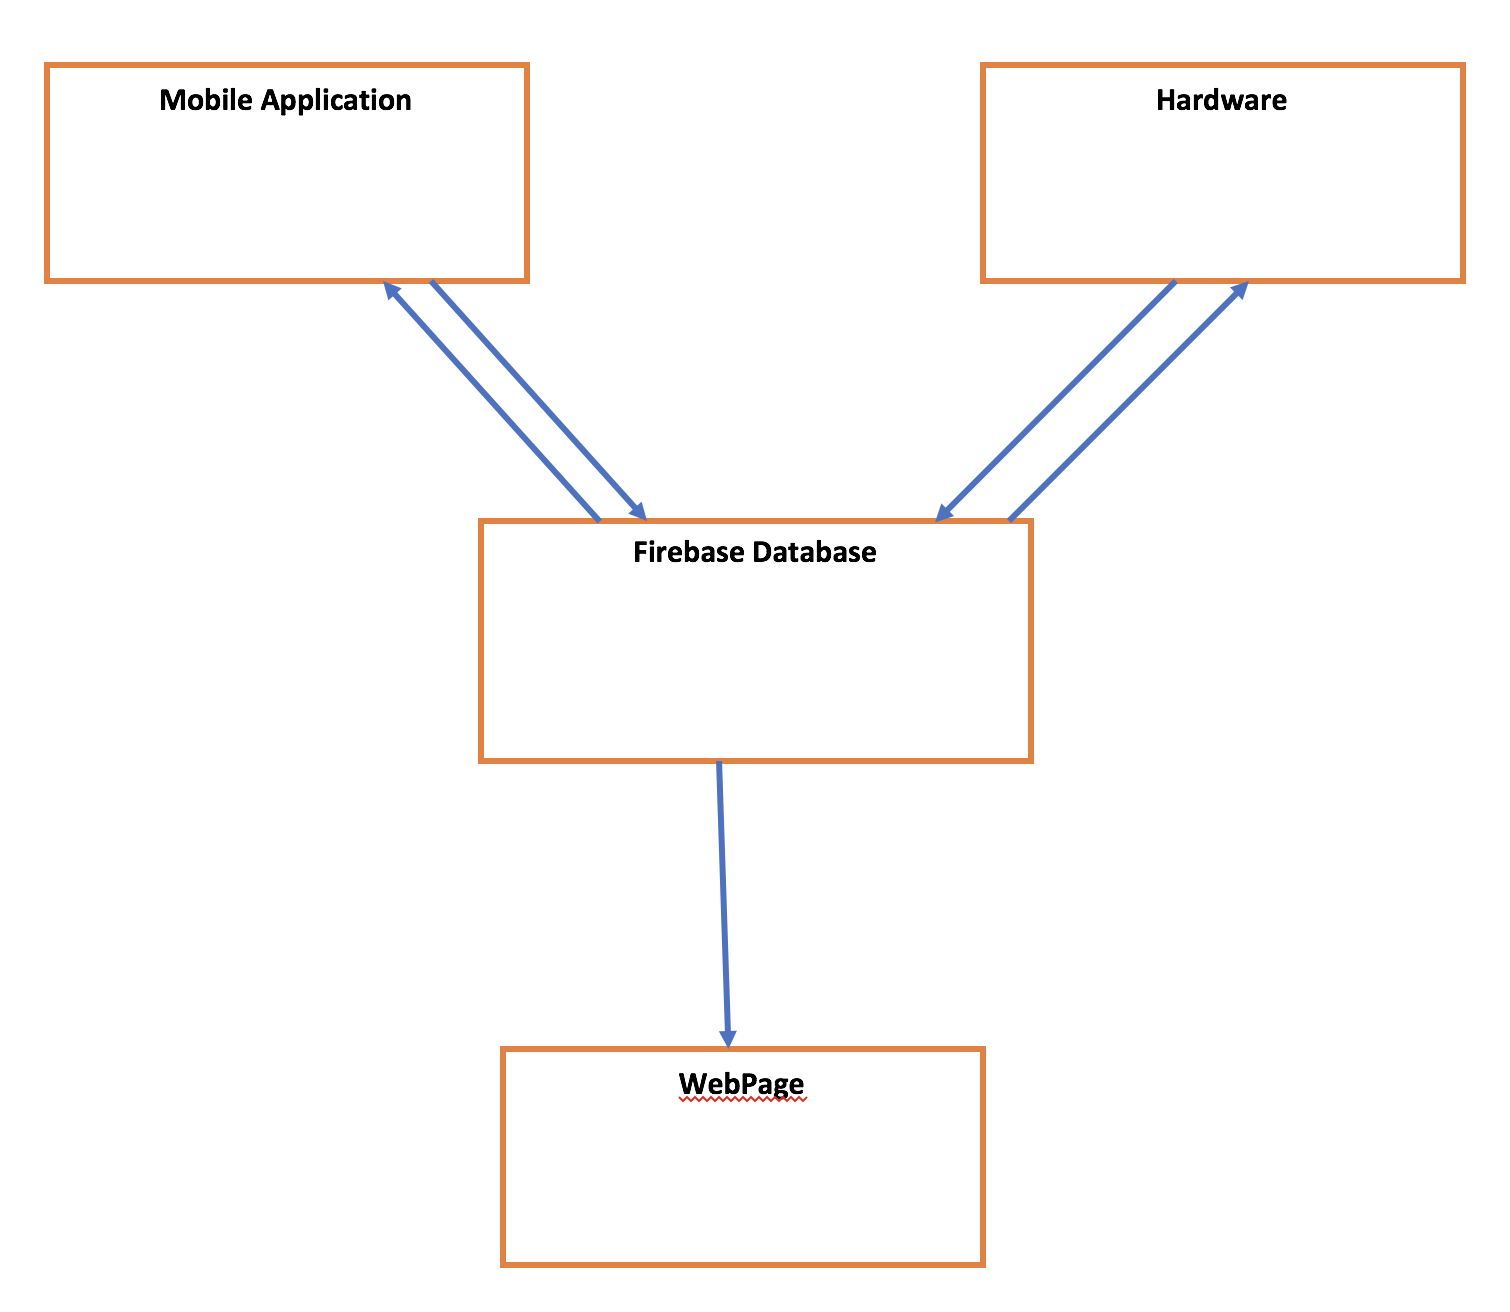 Mobile Application
Hardware
Firebase Database
WebPage